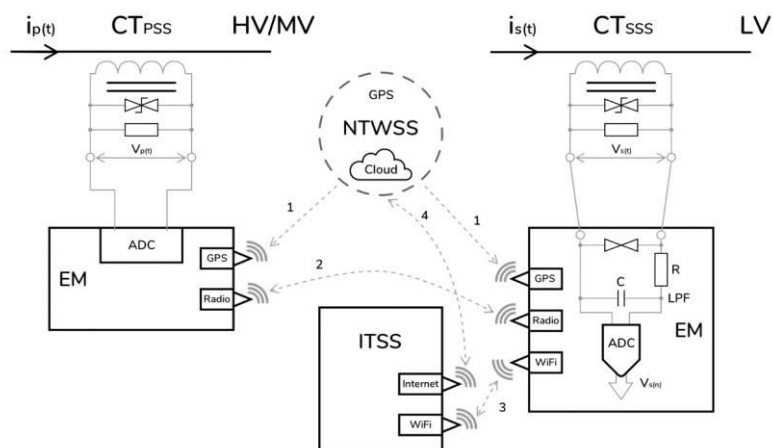 ip(t) CTPSS HV/MV is(t) CTSSS LV
GPS
NTWSS
Cloud
Vp(t)
Vs(t)
1
4
1
ADC
GPS
EM
Radio
2
ITSS
Internet
WiFi
3
GPS
Radio
WiFi
R
C
LPF
ADC
EM
Vs(n)